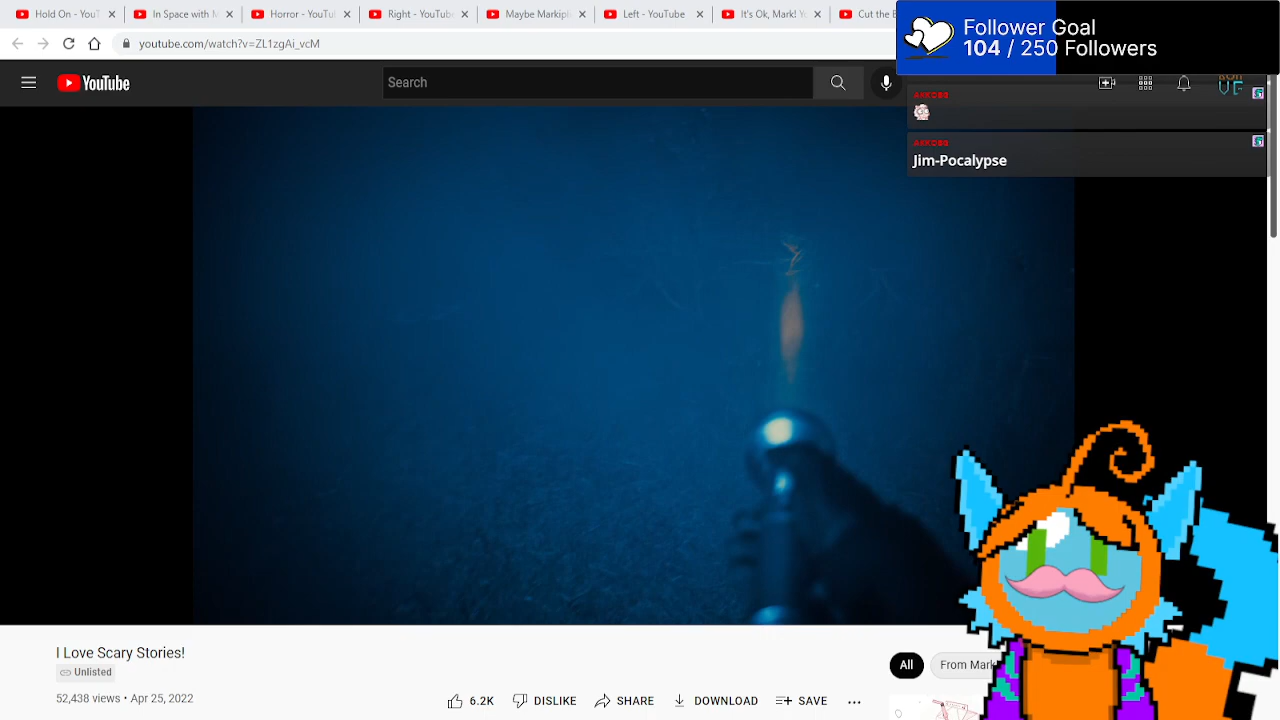 Hold On - YouT
In Space with M
Horror - YouTu
Right - YouTube
Maybe Markipl
Left - YouTube
It's Ok, Mark! Yo
Cut the B
youtube.com/watch?v=ZL1zgAi_vcM
Follower Goal
104 / 250 Followers
YouTube
Search
Jim-Pocalypse
I Love Scary Stories!
Unlisted
52,438 views • Apr 25, 2022
6.2K
DISLIKE
SHARE
DOWNLOAD
SAVE
All
From Mark